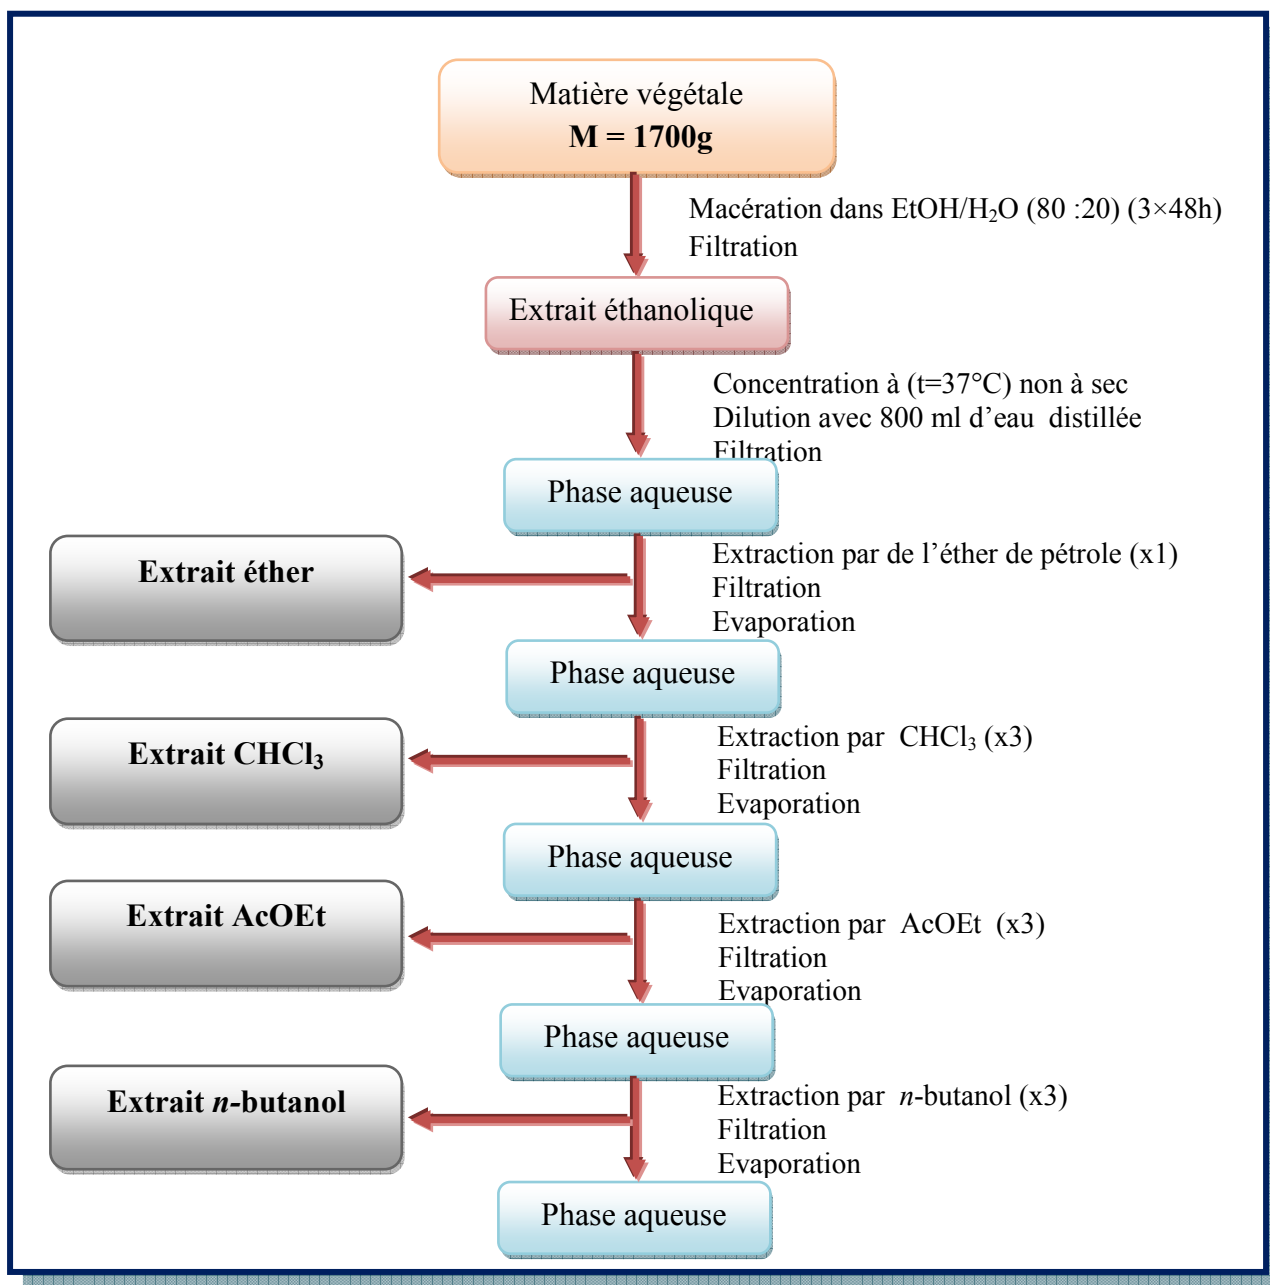 Matière végétale
M = 1700g
Macération dans EtOH/H₂O (80 :20) (3×48h)
Filtration
Extrait éthanolique
Concentration à (t=37°C) non à sec
Dilution avec 800 ml d’eau distillée
Filtration
Phase aqueuse
Extraction par de l’éther de pétrole (x1)
Filtration
Evaporation
Extrait éther
Phase aqueuse
Extraction par CHCl₃ (x3)
Filtration
Evaporation
Extrait CHCl₃
Phase aqueuse
Extraction par AcOEt (x3)
Filtration
Evaporation
Extrait AcOEt
Phase aqueuse
Extraction par n-butanol (x3)
Filtration
Evaporation
Extrait n-butanol
Phase aqueuse